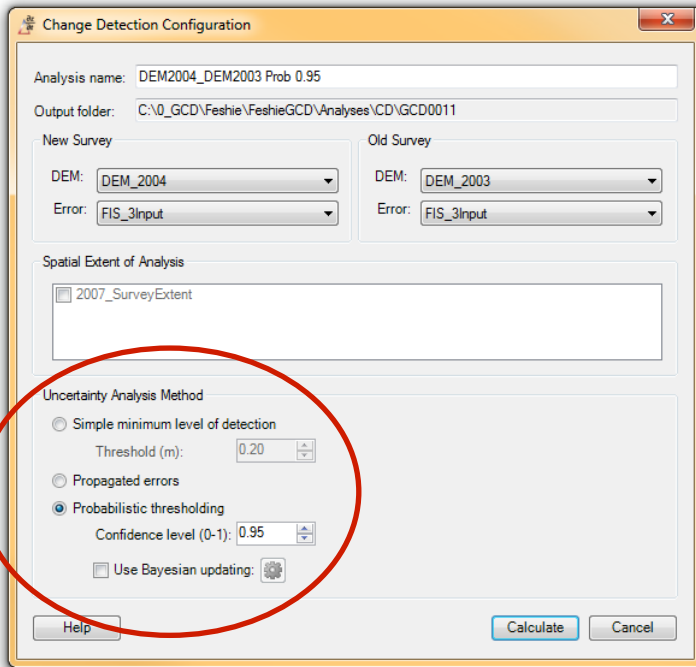 Change Detection Configuration
Analysis name: DEM2004_DEM2003 Prob 0.95
Output folder: C:\0_GCD\Feshie\FeshieGCD\Analyses\CD\GCD0011
New Survey
DEM: DEM_2004
Error: FIS_3Input
Old Survey
DEM: DEM_2003
Error: FIS_3Input
Spatial Extent of Analysis
2007_SurveyExtent
Uncertainty Analysis Method
Simple minimum level of detection
Threshold (m): 0.20
Propagated errors
Probabilistic thresholding
Confidence level (0-1): 0.95
Use Bayesian updating:
Help Calculate Cancel